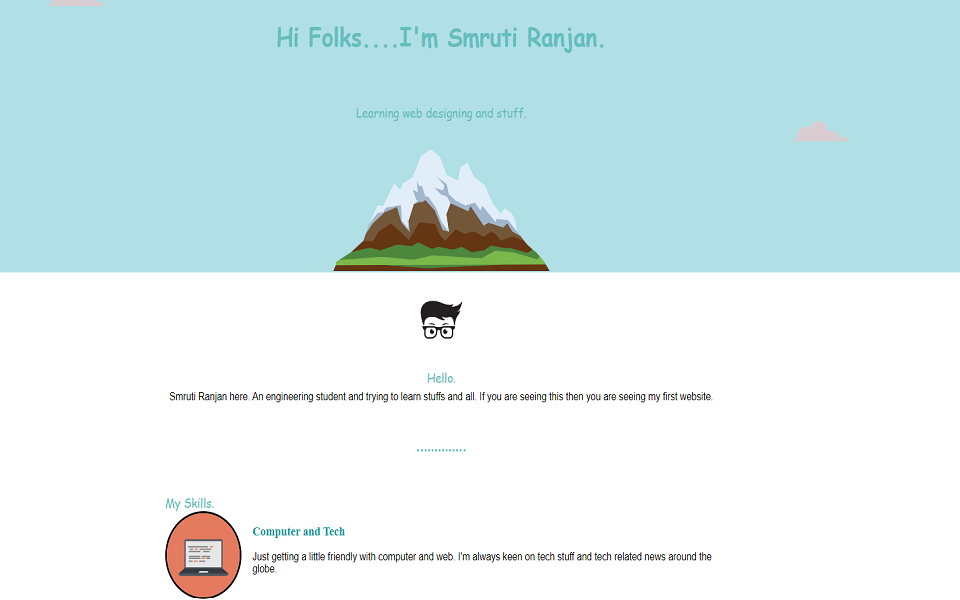 Hi Folks....I'm Smruti Ranjan.
Learning web designing and stuff.
Hello.
Smruti Ranjan here. An engineering student and trying to learn stuffs and all. If you are seeing this then you are seeing my first website.
My Skills.
Computer and Tech
Just getting a little friendly with computer and web. I'm always keen on tech stuff and tech related news around the
globe.